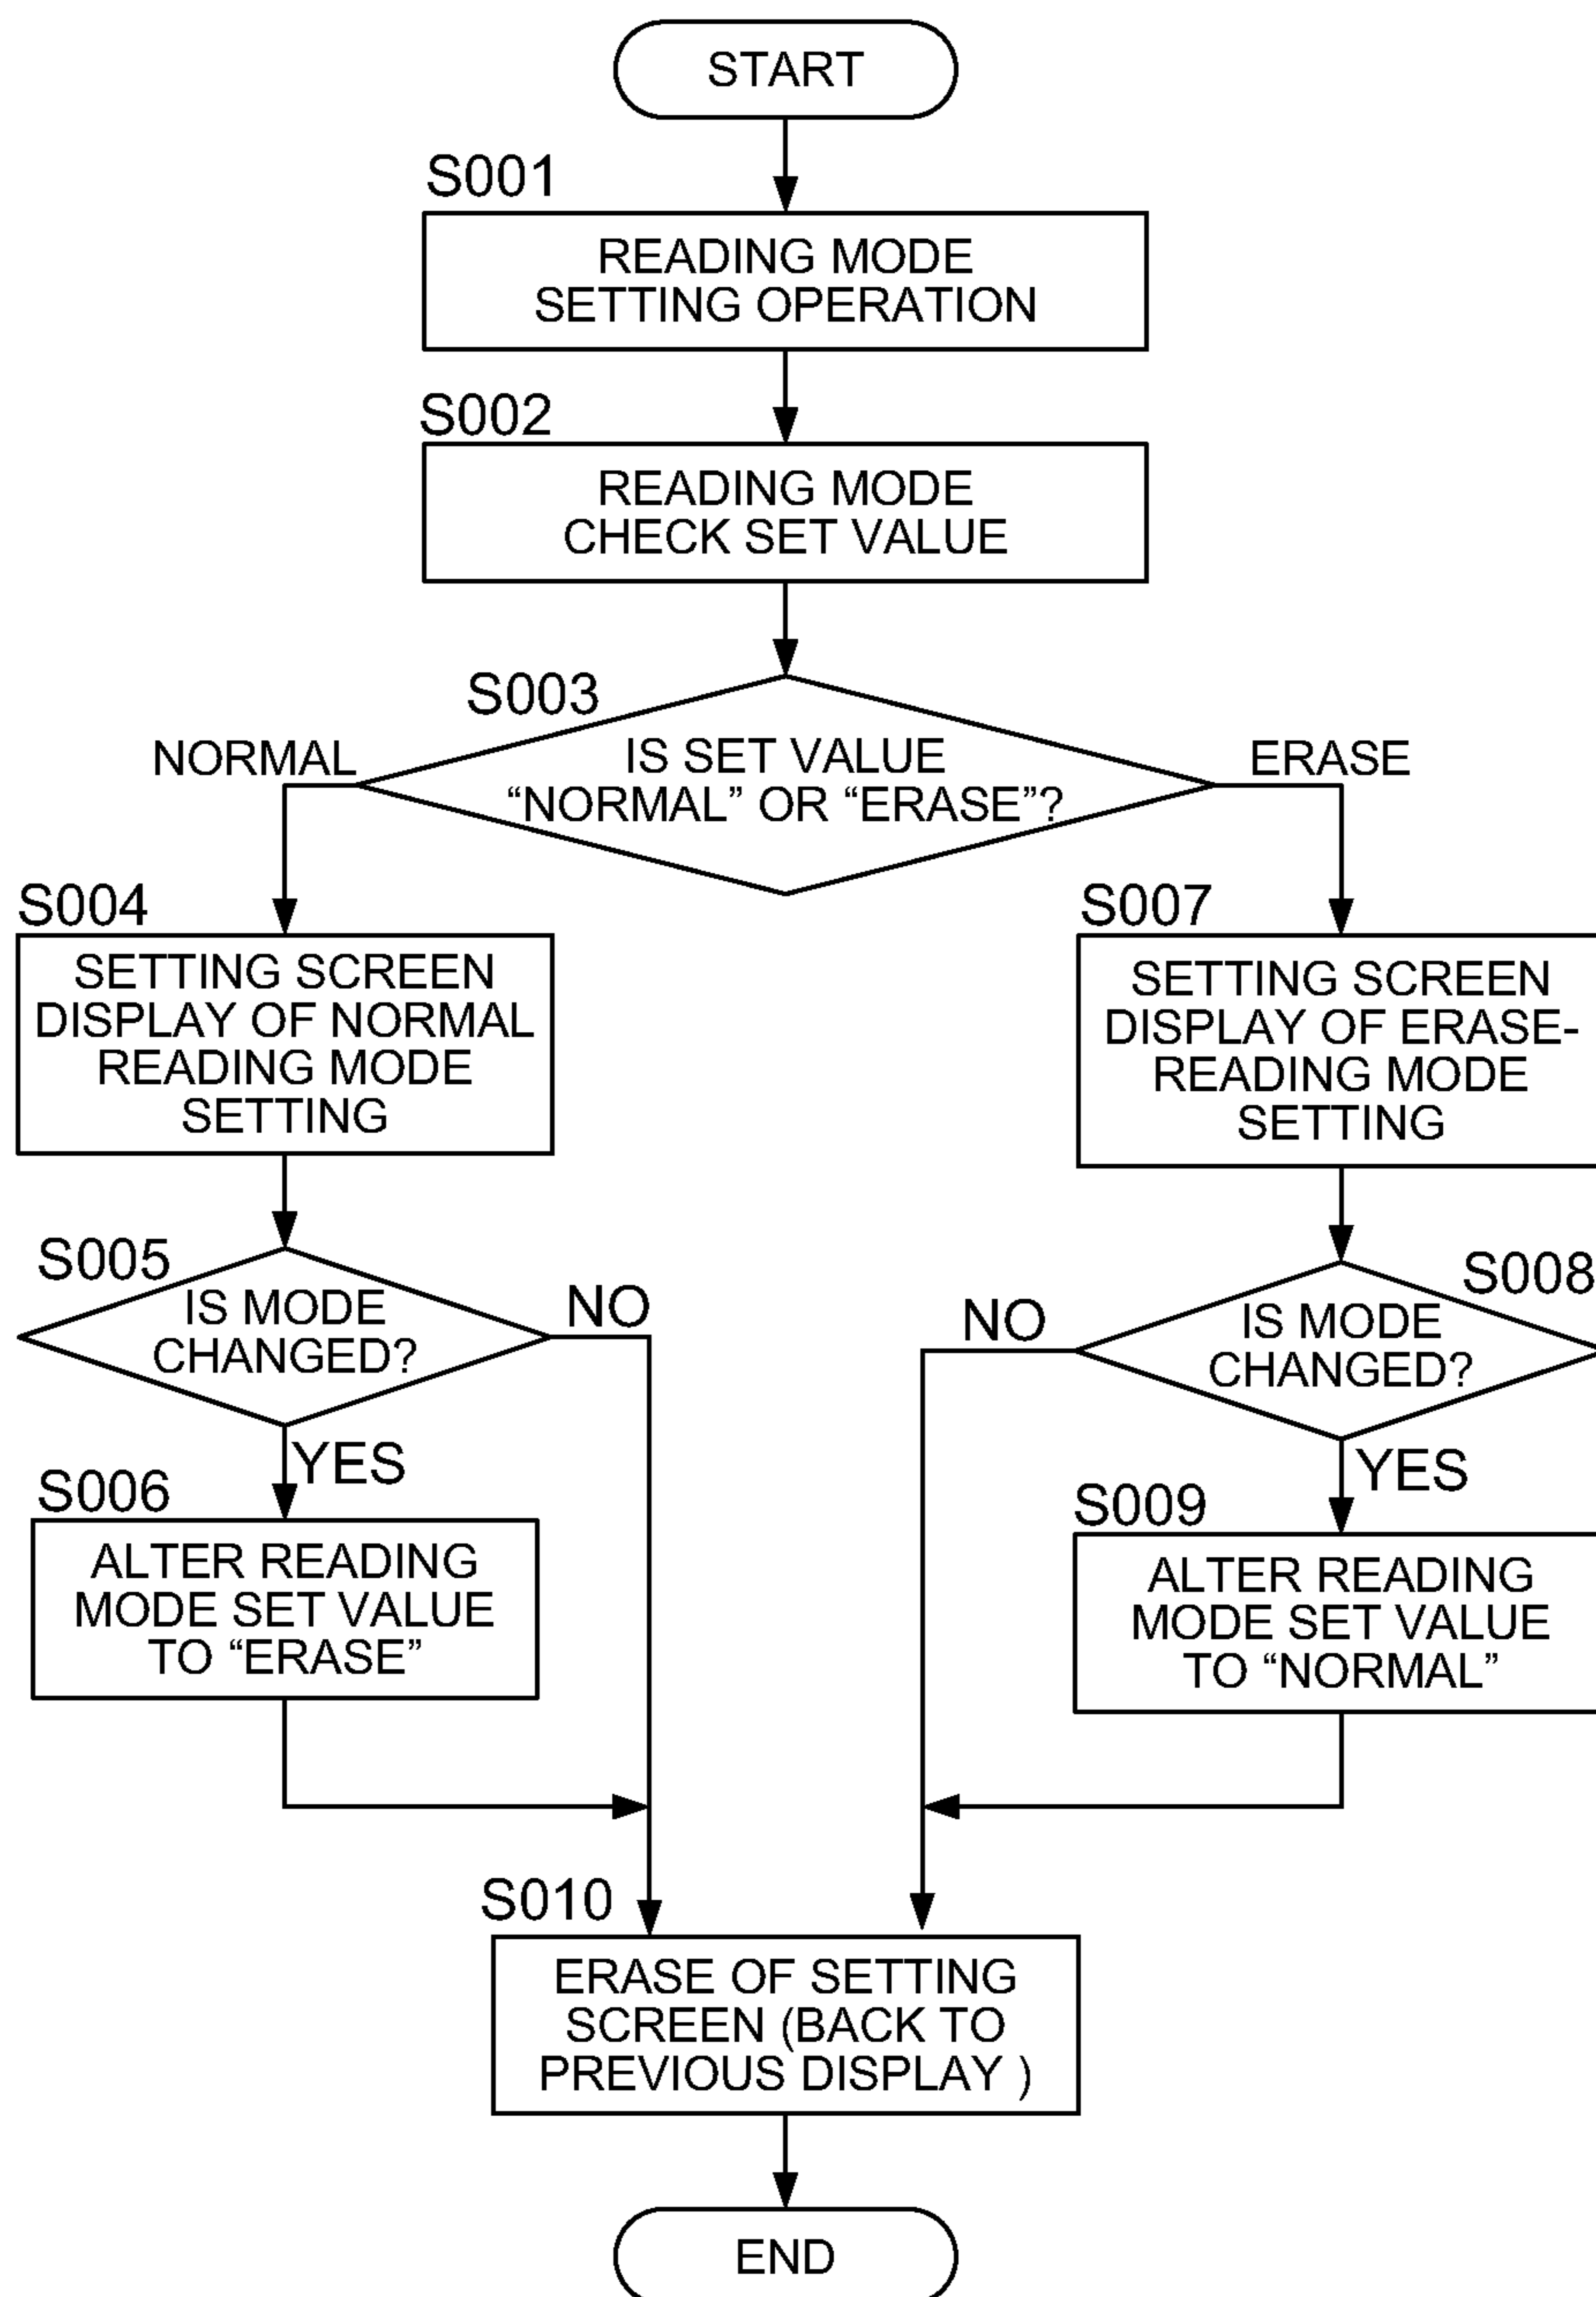 START
S001
READING MODE
SETTING OPERATION
S002
READING MODE
CHECK SET VALUE
S003
NORMAL
IS SET VALUE
“NORMAL” OR “ERASE”?
ERASE
S004
SETTING SCREEN
DISPLAY OF NORMAL
READING MODE
SETTING
S007
SETTING SCREEN
DISPLAY OF ERASE-
READING MODE
SETTING
S005
IS MODE
CHANGED?
NO
YES
S008
IS MODE
CHANGED?
NO
YES
S006
ALTER READING
MODE SET VALUE
TO “ERASE”
S009
ALTER READING
MODE SET VALUE
TO “NORMAL”
S010
ERASE OF SETTING
SCREEN (BACK TO
PREVIOUS DISPLAY )
END